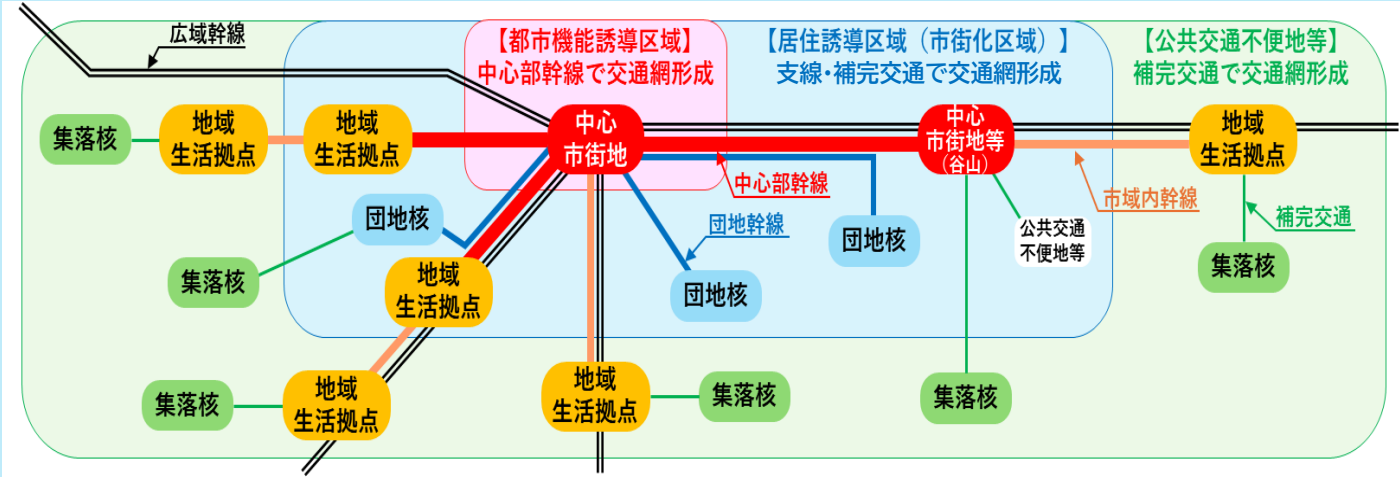 広域幹線
【都市機能誘導区域】
中心部幹線で交通網形成
【居住誘導区域（市街化区域）】
支線・補完交通で交通網形成
【公共交通不便地等】
補完交通で交通網形成
集落核
地域
生活拠点
地域
生活拠点
中心
市街地
中心
市街地等
（谷山）
地域
生活拠点
中心部幹線
市域内幹線
団地核
団地幹線
団地核
公共交通
不便地等
補完交通
集落核
地域
生活拠点
団地核
集落核
集落核
地域
生活拠点
地域
生活拠点
集落核
集落核